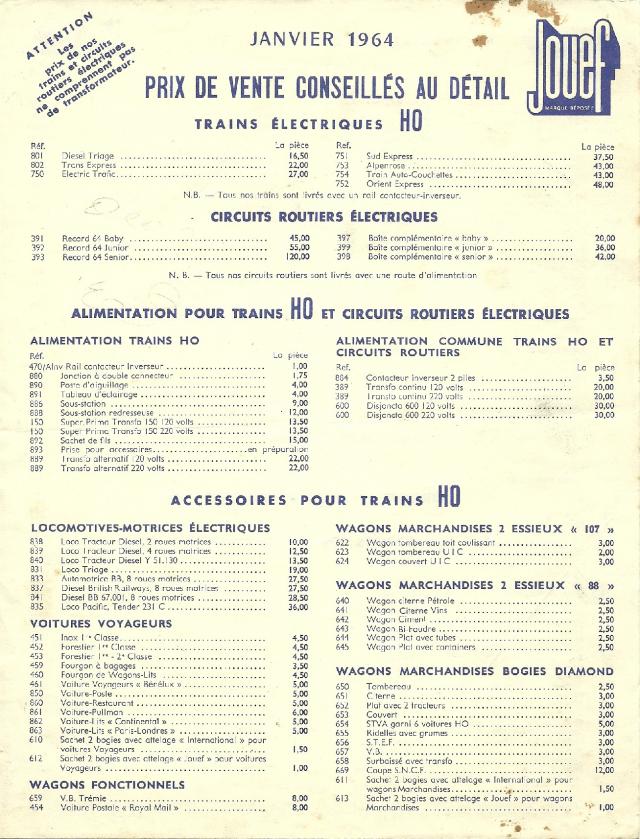 ATTENTION
Les
prix de nos
trains et circuits
routiers électriques
ne comprennent pas
de transformateur.
JANVIER 1964
PRIX DE VENTE CONSEILLÉS AU DÉTAIL
Jouef
MARQUE DÉPOSÉE
TRAINS ÉLECTRIQUES HO
Réf. La pièce
801 Diesel Triage 16,50
802 Trans Express 22,00
750 Electric Trafic 27,00
Réf. La pièce
751 Sud Express 37,50
753 Alpenrose 43,00
754 Train Auto-Couchettes 43,00
752 Orient Express 48,00
N.B. — Tous nos trains sont livrés avec un rail contacteur-inverseur.
CIRCUITS ROUTIERS ÉLECTRIQUES
391 Record 64 Baby 45,00
392 Record 64 Junior 55,00
393 Record 64 Senior 120,00
397 Boîte complémentaire « baby » 20,00
399 Boîte complémentaire « junior » 36,00
398 Boîte complémentaire « senior » 42,00
N. B. — Tous nos circuits routiers sont livrés avec une route d'alimentation
ALIMENTATION POUR TRAINS HO ET CIRCUITS ROUTIERS ÉLECTRIQUES
ALIMENTATION TRAINS HO
Réf. La pièce
470/AInv Rail contacteur Inverseur 1,00
880 Jonction à double connecteur 1,75
890 Poste d'aiguillage 4,00
891 Tableau d'éclairage 4,00
886 Sous-station 9,00
888 Sous-station redresseuse 12,00
150 Super Prima Transfo 150 120 volts 13,50
150 Super Prima Transfo 150 220 volts 13,50
892 Sachet de fils 15,00
893 Prise pour accessoires en préparation
889 Transfo alternatif 120 volts 22,00
889 Transfo alternatif 220 volts 22,00
ALIMENTATION COMMUNE TRAINS HO ET
CIRCUITS ROUTIERS
Ref. La pièce
884 Contacteur inverseur 2 piles 3,50
389 Transfo continu 120 volts 20,00
389 Transfo continu 220 volts 20,00
600 Disjoncto 600 120 volts 30,00
600 Disjoncto 600 220 volts 30,00
ACCESSOIRES POUR TRAINS HO
LOCOMOTIVES-MOTRICES ÉLECTRIQUES
838 Loco Tracteur Diesel, 2 roues motrices 10,00
839 Loco Tracteur Diesel, 4 roues motrices 12,50
840 Loco Tracteur Diesel Y 51.130 13,50
831 Loco Triage 19,00
833 Automotrice BB, 8 roues motrices 27,50
837 Diesel British Railways, 8 roues motrices 27,50
841 Diesel BB 67.001, 8 roues motrices 28,50
835 Loco Pacific, Tender 231 C 36,00
VOITURES VOYAGEURS
451 Inox 1re Classe 4,50
452 Forestier 1re Classe 4,50
453 Forestier 1re - 2e Classe 4,50
459 Fourgon à bagages 3,50
460 Fourgon de Wagons-Lits 4,50
461 Voiture Voyageurs « Bénélux » 5,00
850 Voiture-Poste 5,00
860 Voiture-Restaurant 5,00
861 Voiture-Pullman 6,00
862 Voiture-Lits « Continental » 5,00
863 Voiture-Lits « Paris-Londres » 5,00
610 Sachet 2 bogies avec attelage « International » pour
voitures Voyageurs 1,50
612 Sachet 2 bogies avec attelage « Jouef » pour voitures
Voyageurs 1,00
WAGONS FONCTIONNELS
659 V.B. Trémie 8,00
454 Voiture Postale « Royal Mail » 8,00
WAGONS MARCHANDISES 2 ESSIEUX « 107 »
622 Wagon tombereau toit coulissant 3,00
623 Wagon tombereau U I C 2,00
624 Wagon couvert U I C 3,00
WAGONS MARCHANDISES 2 ESSIEUX « 88 »
640 Wagon citerne Pétrole 2,50
641 Wagon Citerne Vins 2,50
642 Wagon Ciment 2,50
643 Wagon Bi-Foudre 2,50
644 Wagon Plat avec tubes 2,50
645 Wagon Plat avec containers 2,50
WAGONS MARCHANDISES BOGIES DIAMOND
650 Tombereau 2,50
651 Citerne 3,00
652 Plat avec 2 tracteurs 3,00
653 Couvert 3,00
654 STVA garni 6 voitures HO 5,00
655 Ridelles avec grumes 3,00
656 S.T.E.F. 3,00
657 V.B. 3,00
658 Surbaissé avec transfo 3,00
669 Coupe S.N.C.F. 12,00
611 Sachet 2 bogies avec attelage « International » pour
wagons Marchandises 1,50
613 Sachet 2 bogies avec attelage « Jouef » pour wagons
Marchandises 1,00